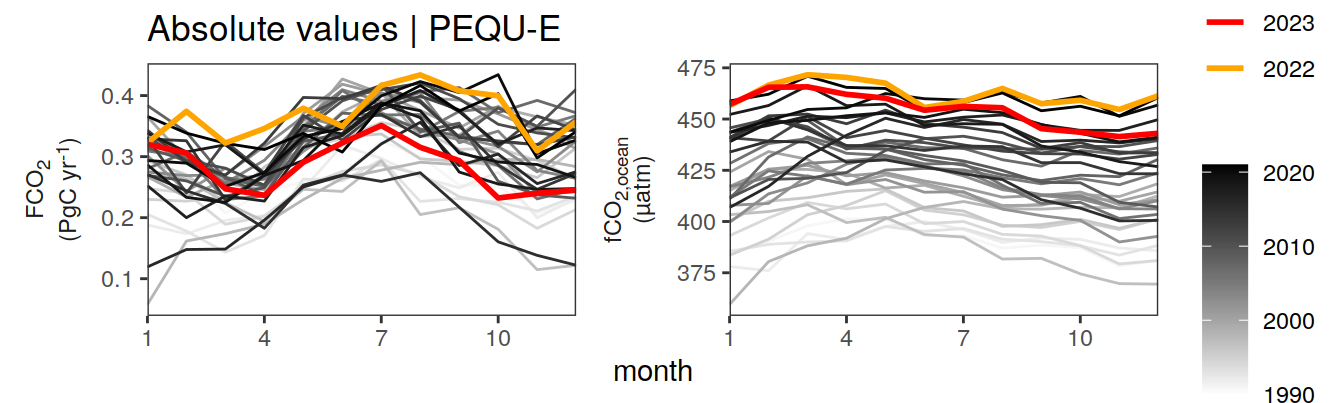 Absolute values | PEQU-E
FCO₂
(PgC yr⁻¹)
0.4
0.3
0.2
0.1
1 4 7 10
fCO₂,ocean
(µatm)
475
450
425
400
375
1 4 7 10
month
2023
2022
2020
2010
2000
1990